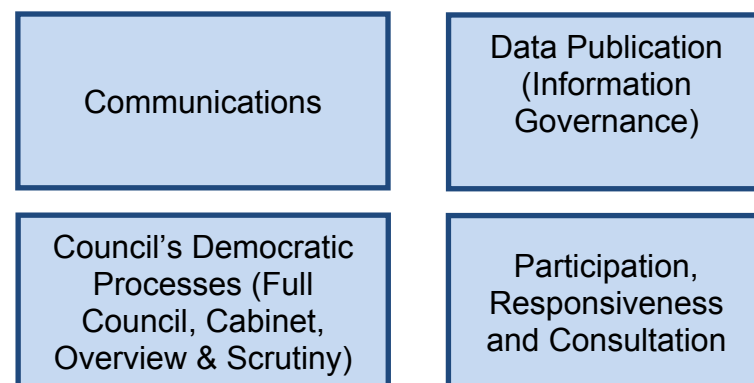 Communications
Data Publication
(Information
Governance)
Council’s Democratic
Processes (Full
Council, Cabinet,
Overview & Scrutiny)
Participation,
Responsiveness
and Consultation